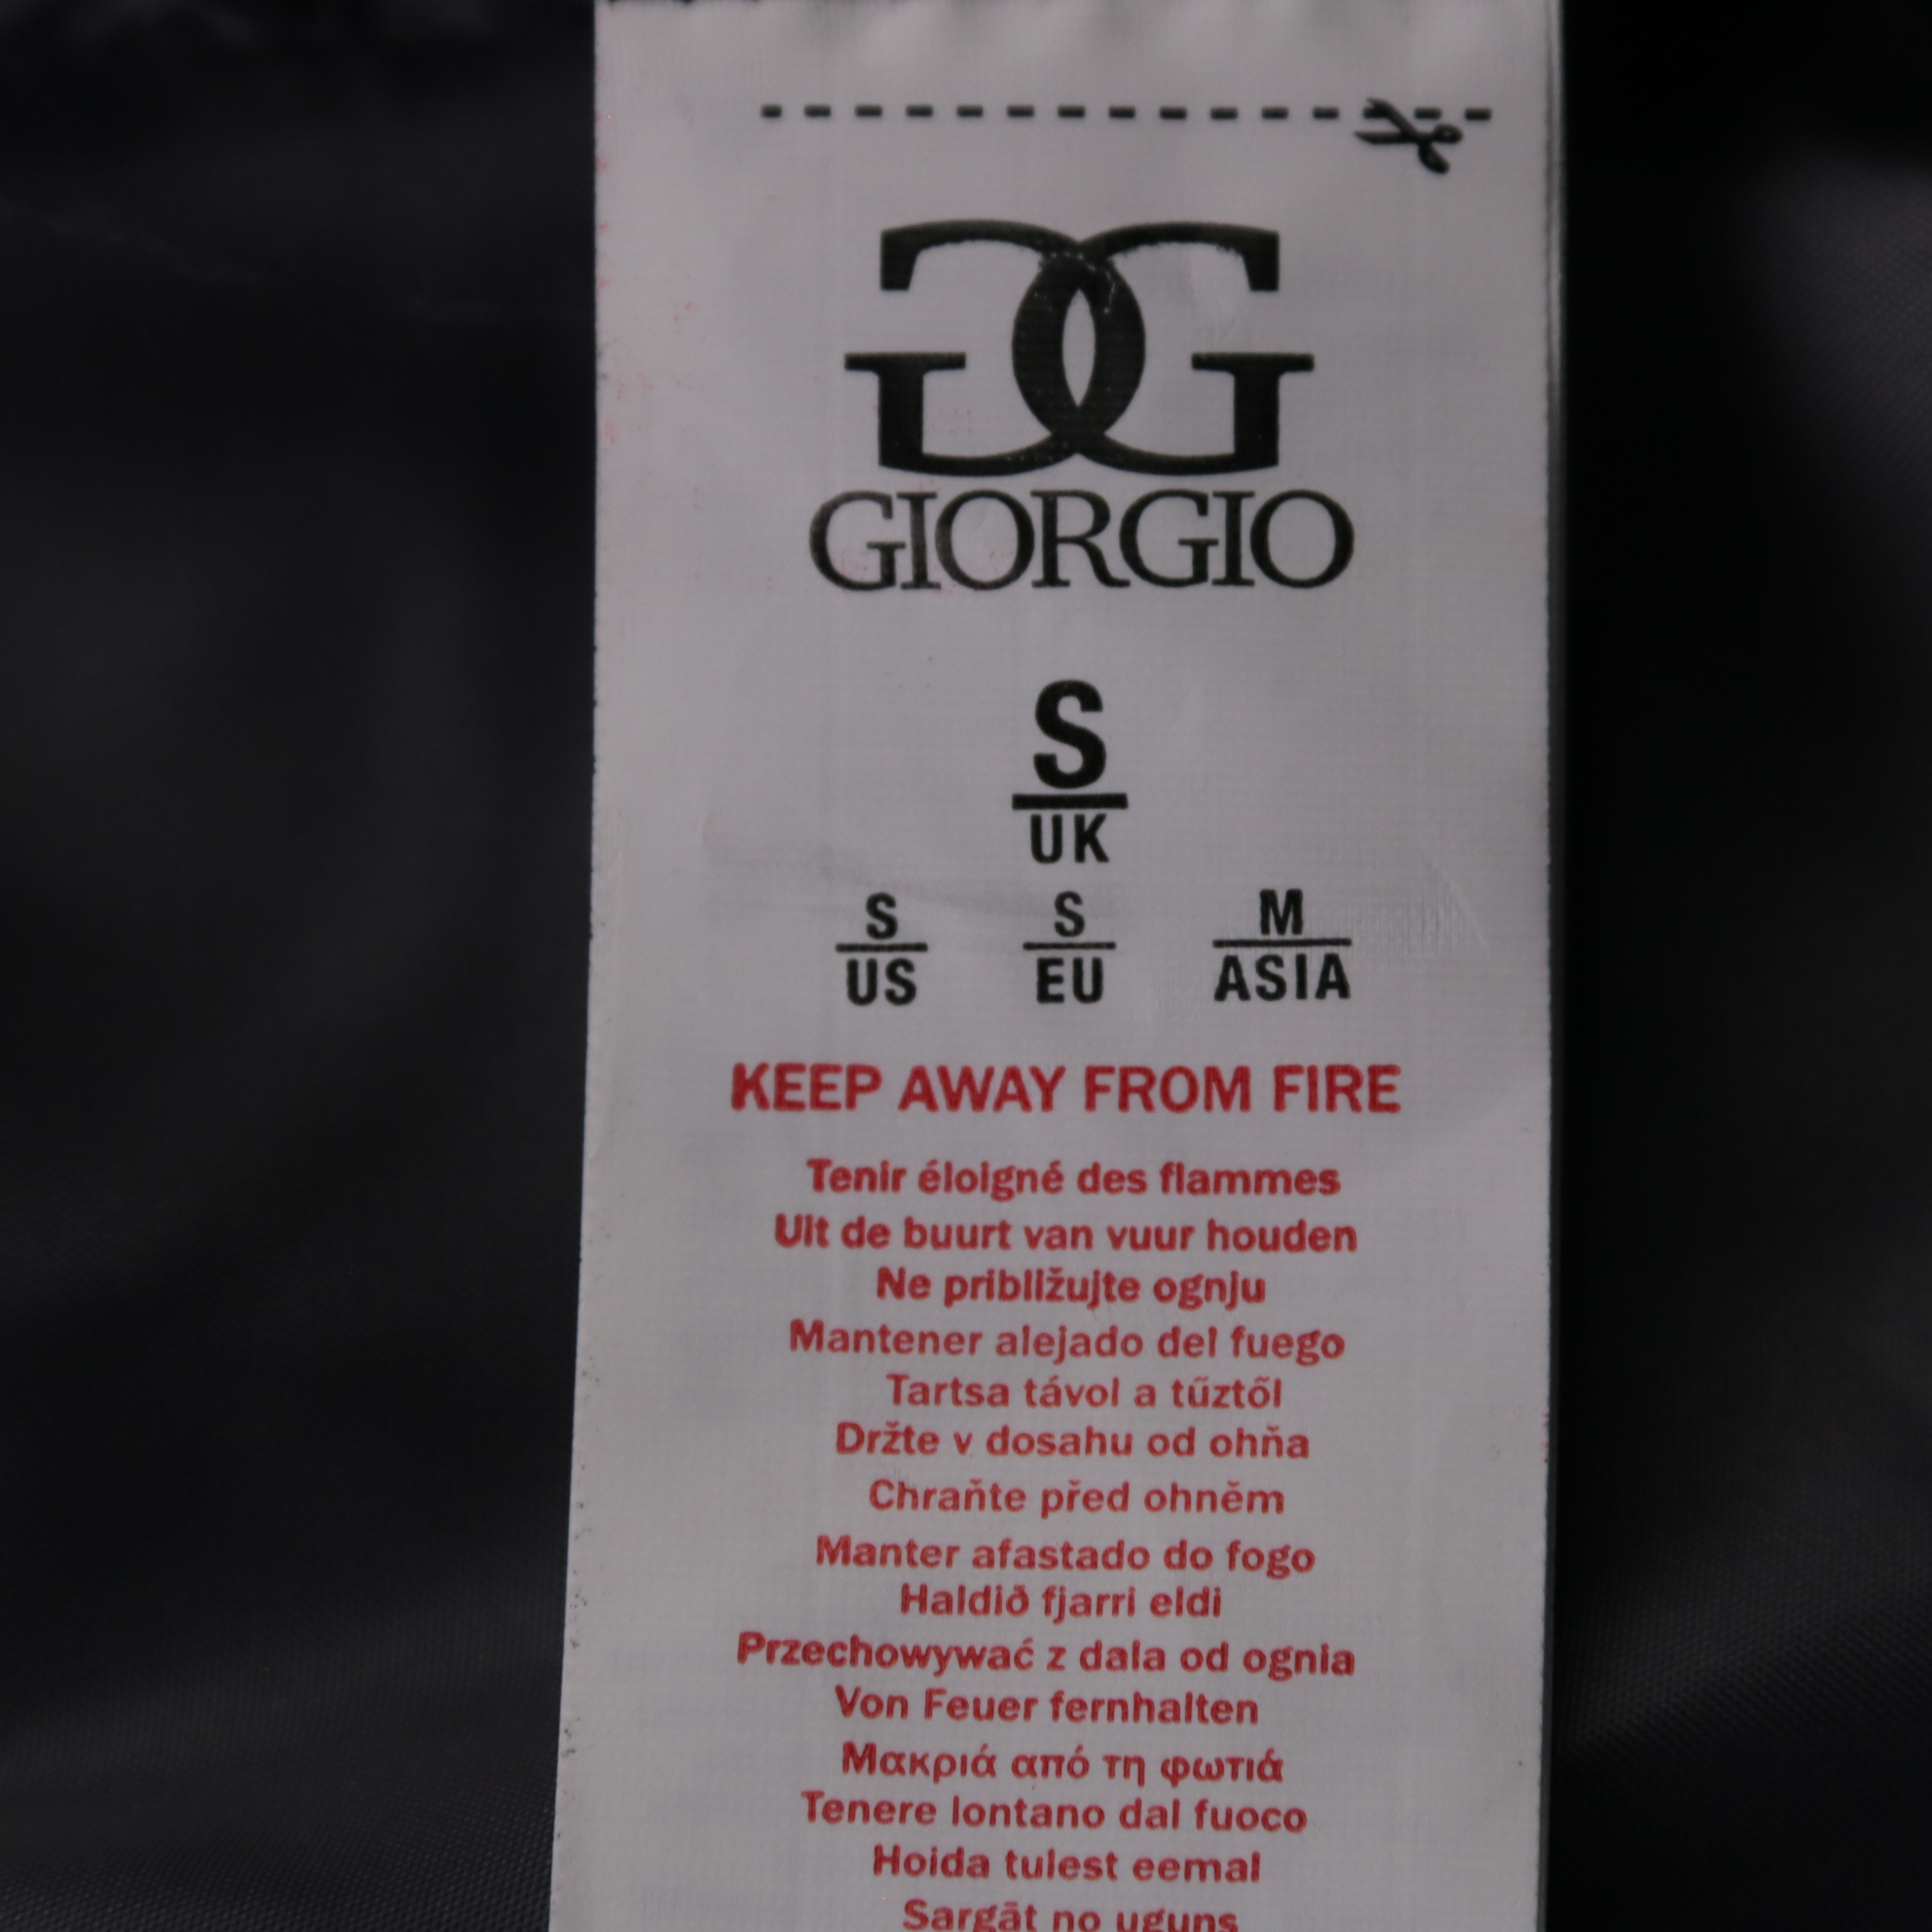 GG
GIORGIO
S
UK
S S M
US EU ASIA
KEEP AWAY FROM FIRE
Tenir éloigné des flammes
Uit de buurt van vuur houden
Ne približujte ognju
Mantener alejado del fuego
Tartsa távol a tűztől
Držte v dosahu od ohňa
Chraňte před ohněm
Manter afastado do fogo
Haldið fjarri eldi
Przechowywać z dala od ognia
Von Feuer fernhalten
Μακριά από τη φωτιά
Tenere lontano dal fuoco
Hoida tulest eemal
Sargāt no uguns